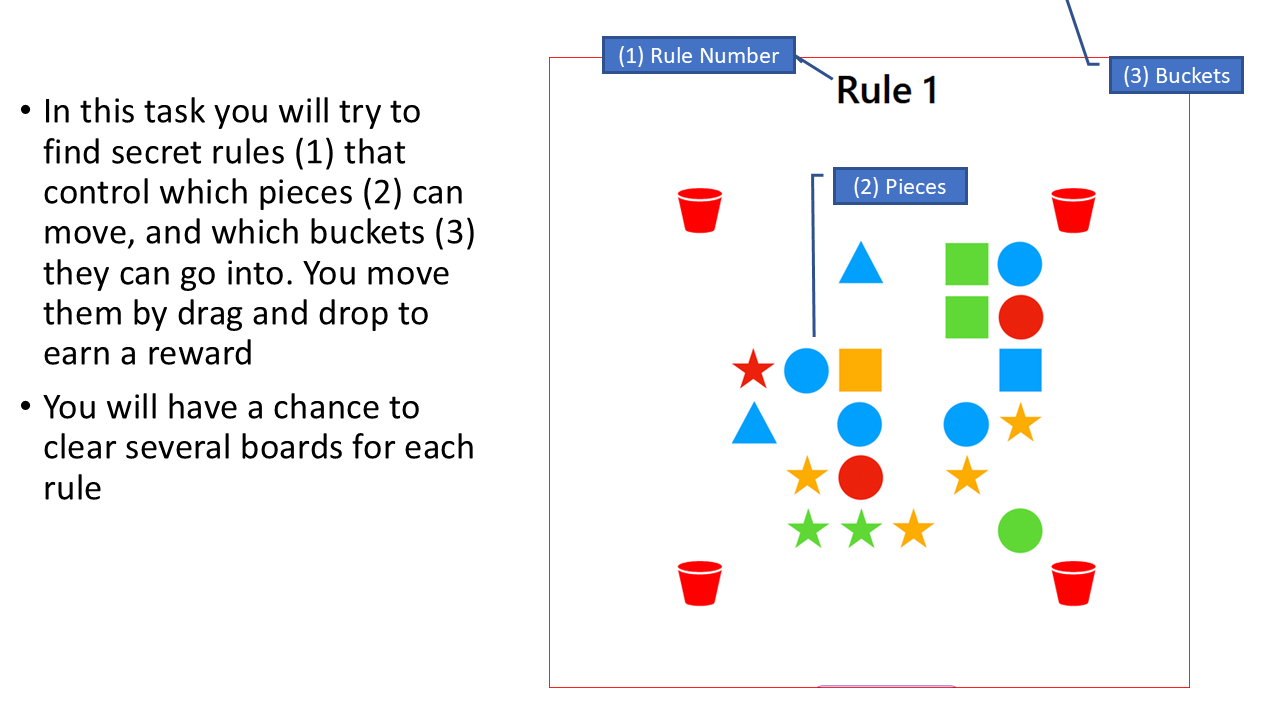 • In this task you will try to
find secret rules (1) that
control which pieces (2) can
move, and which buckets (3)
they can go into. You move
them by drag and drop to
earn a reward
• You will have a chance to
clear several boards for each
rule
(1) Rule Number
(3) Buckets
Rule 1
(2) Pieces